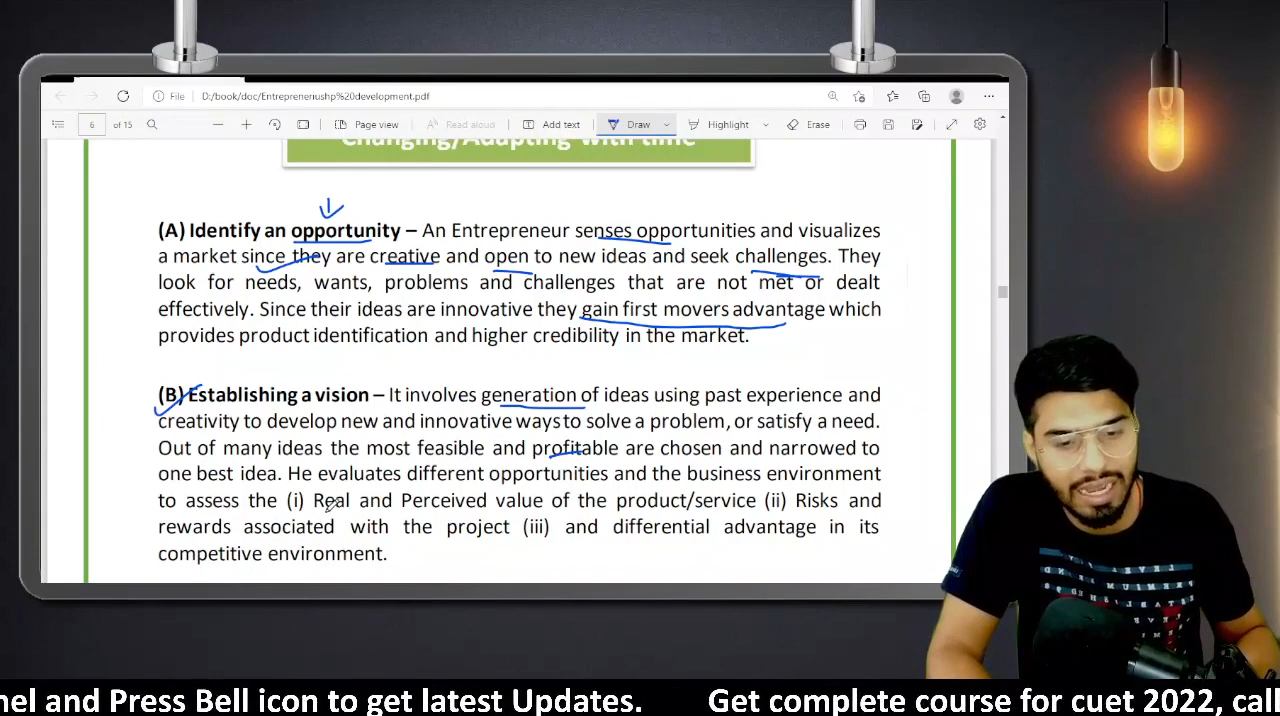 File
D:/book/doc/Entrepreneriushp%20development.pdf
6 of 15
Page view
Read aloud
Add text
Draw
Highlight
Erase
Changing/Adapting with time
(A) Identify an opportunity – An Entrepreneur senses opportunities and visualizes
a market since they are creative and open to new ideas and seek challenges. They
look for needs, wants, problems and challenges that are not met or dealt
effectively. Since their ideas are innovative they gain first movers advantage which
provides product identification and higher credibility in the market.
(B) Establishing a vision – It involves generation of ideas using past experience and
creativity to develop new and innovative ways to solve a problem, or satisfy a need.
Out of many ideas the most feasible and profitable are chosen and narrowed to
one best idea. He evaluates different opportunities and the business environment
to assess the (i) Real and Perceived value of the product/service (ii) Risks and
rewards associated with the project (iii) and differential advantage in its
competitive environment.
nel and Press Bell icon to get latest Updates. Get complete course for cuet 2022, call